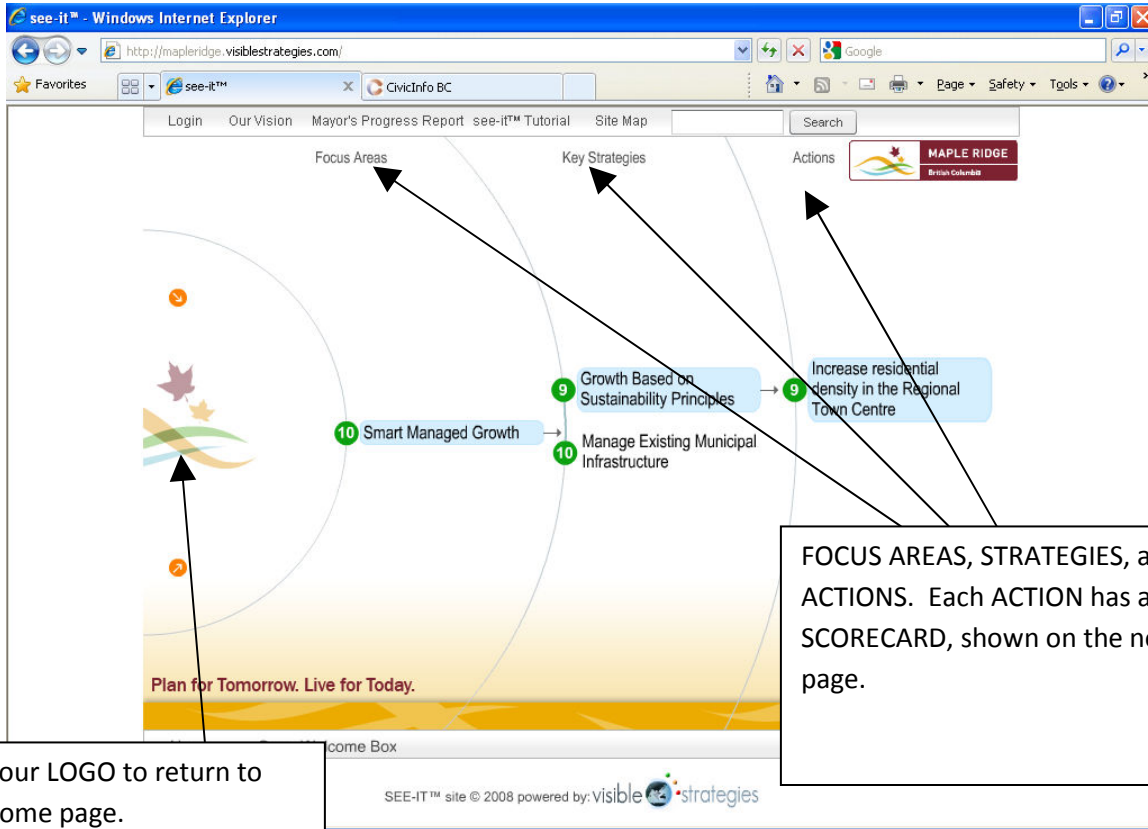 see-it™ - Windows Internet Explorer
http://mapleridge.visiblestrategies.com/
Google
Favorites
see-it™
CivicInfo BC
Page
Safety
Tools
Login Our Vision Mayor's Progress Report see-it™ Tutorial Site Map Search
Focus Areas Key Strategies Actions
MAPLE RIDGE
British Columbia
10 Smart Managed Growth
9 Growth Based on
Sustainability Principles
10 Manage Existing Municipal
Infrastructure
9 Increase residential
density in the Regional
Town Centre
FOCUS AREAS, STRATEGIES, a
ACTIONS. Each ACTION has a
SCORECARD, shown on the ne
page.
Plan for Tomorrow. Live for Today.
come Box
our LOGO to return to
ome page.
SEE-IT™ site © 2008 powered by: visible strategies